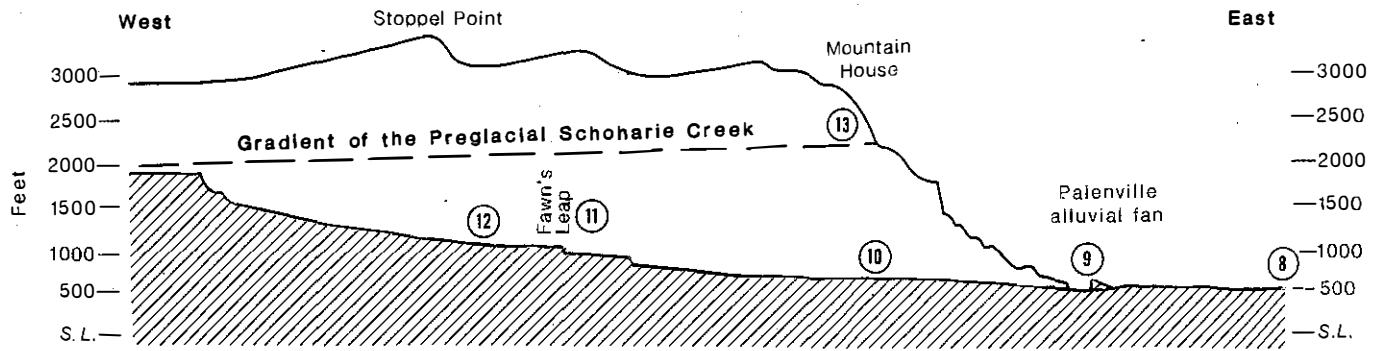 West
Stoppel Point
East
Mountain
House
3000
3000
2500
2500
13
Gradient of the Preglacial Schoharie Creek
2000
2000
Feet
Fawn's
Leap
Palenville
alluvial fan
1500
1500
12
11
1000
1000
10
9
8
500
500
S.L.
S.L.